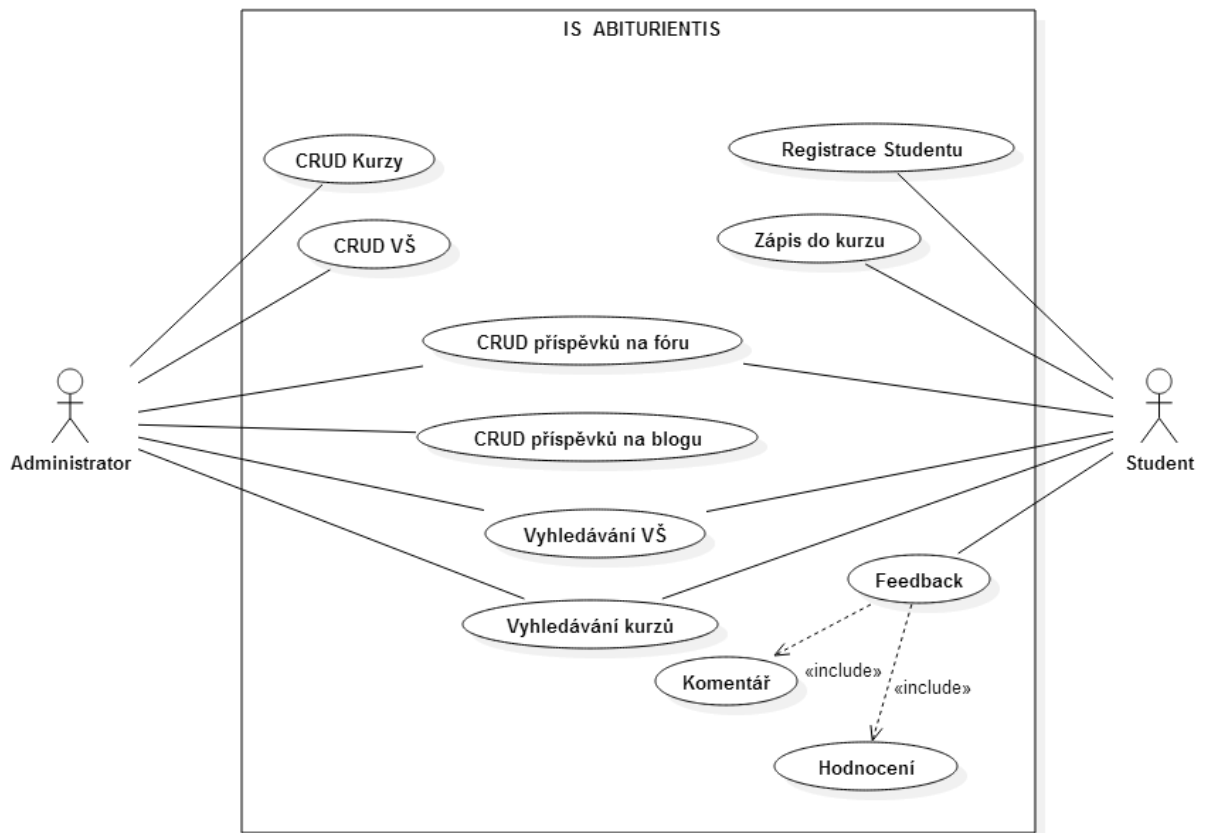 IS ABITURIENTIS
CRUD Kurzy
Registrace Studentu
CRUD VŠ
Zápis do kurzu
CRUD příspěvků na fóru
CRUD příspěvků na blogu
Administrator
Student
Vyhledávání VŠ
Feedback
Vyhledávání kurzů
«include»
Komentář
«include»
Hodnocení